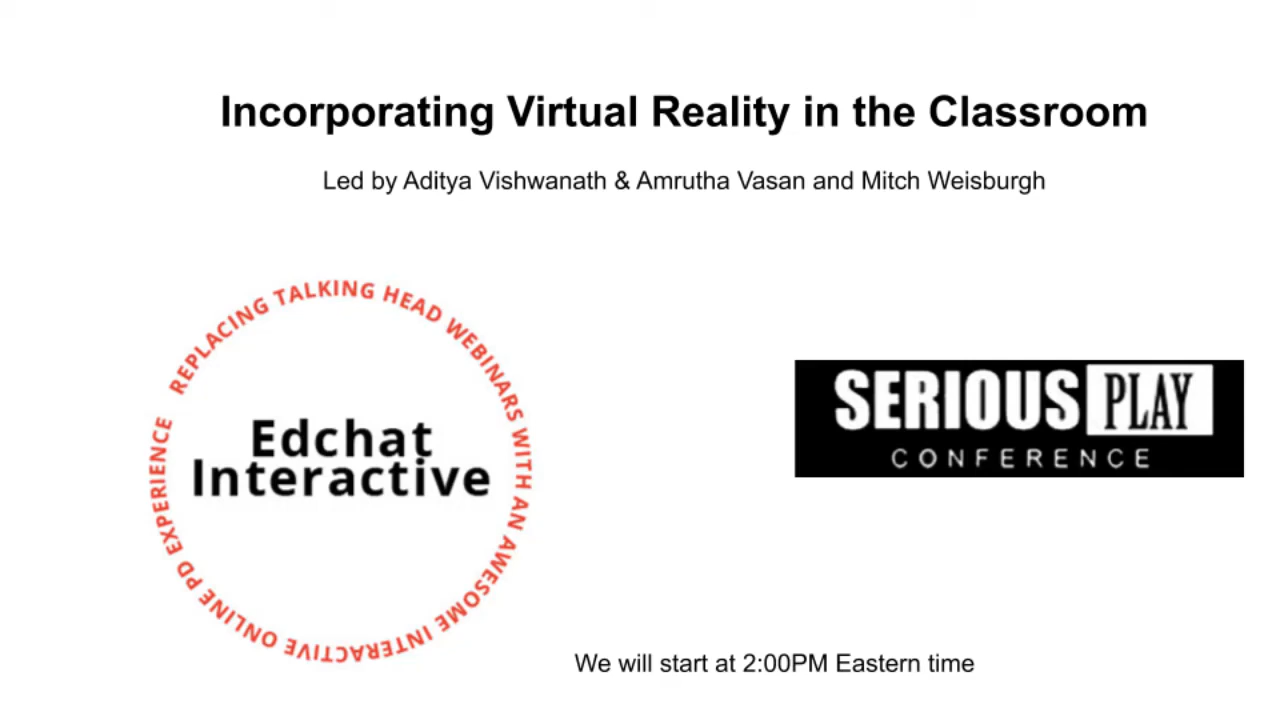 Incorporating Virtual Reality in the Classroom
Led by Aditya Vishwanath & Amrutha Vasan and Mitch Weisburgh
REPLACING TALKING HEAD WEBINARS WITH AN AWESOME INTERACTIVE ONLINE PD EXPERIENCE
Edchat
Interactive
SERIOUS PLAY
CONFERENCE
We will start at 2:00PM Eastern time